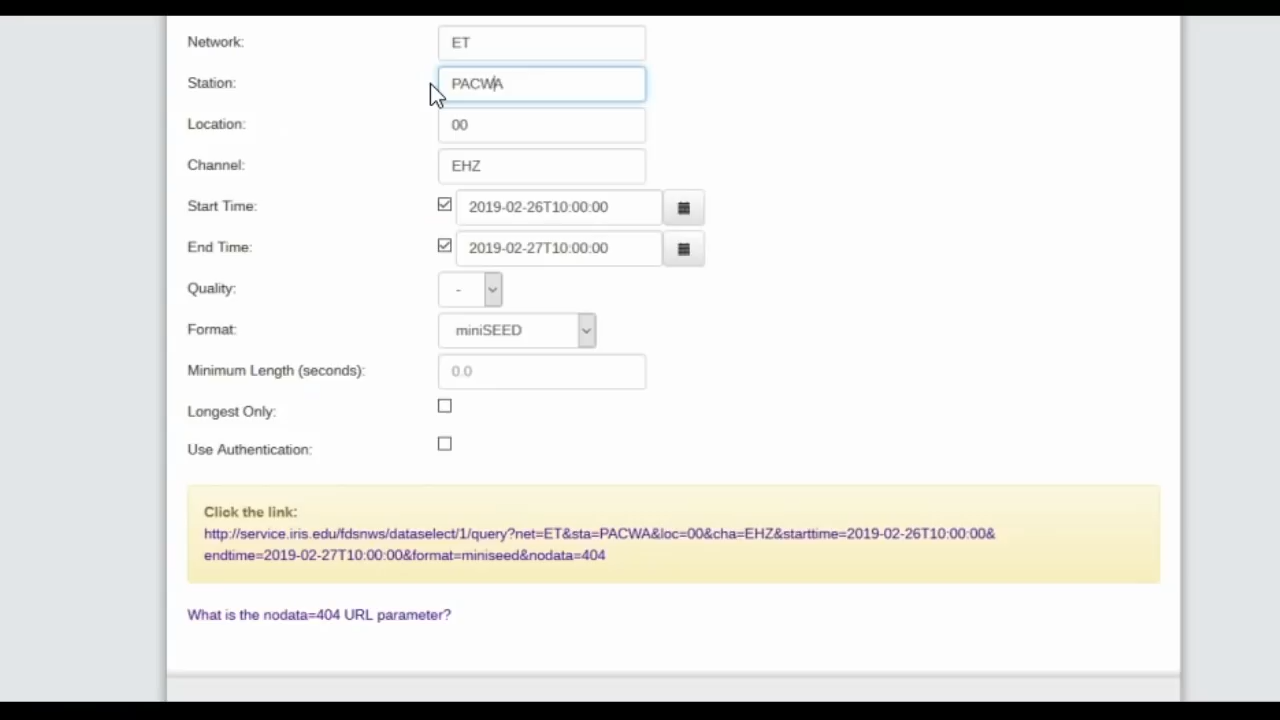 Network: ET
Station: PACWA
Location: 00
Channel: EHZ
Start Time: 2019-02-26T10:00:00
End Time: 2019-02-27T10:00:00
Quality: -
Format: miniSEED
Minimum Length (seconds): 0.0
Longest Only:
Use Authentication:
Click the link:
http://service.iris.edu/fdsnws/dataselect/1/query?net=ET&sta=PACWA&loc=00&cha=EHZ&starttime=2019-02-26T10:00:00&
endtime=2019-02-27T10:00:00&format=miniseed&nodata=404
What is the nodata=404 URL parameter?